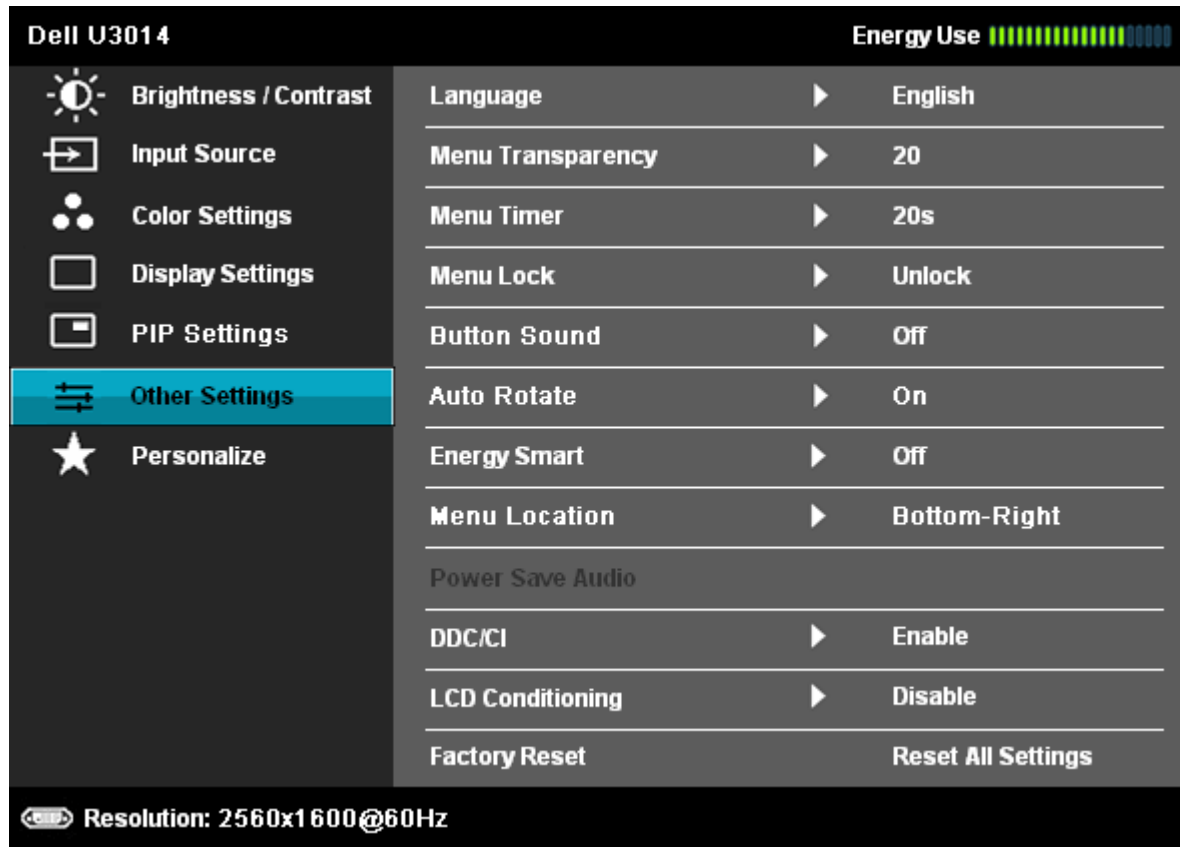 Dell U3014 Energy Use
Brightness / Contrast Language English
Input Source Menu Transparency 20
Color Settings Menu Timer 20s
Display Settings Menu Lock Unlock
PIP Settings Button Sound Off
Other Settings Auto Rotate On
Personalize Energy Smart Off
Menu Location Bottom-Right
Power Save Audio
DDC/CI Enable
LCD Conditioning Disable
Factory Reset Reset All Settings
Resolution: 2560x1600@60Hz